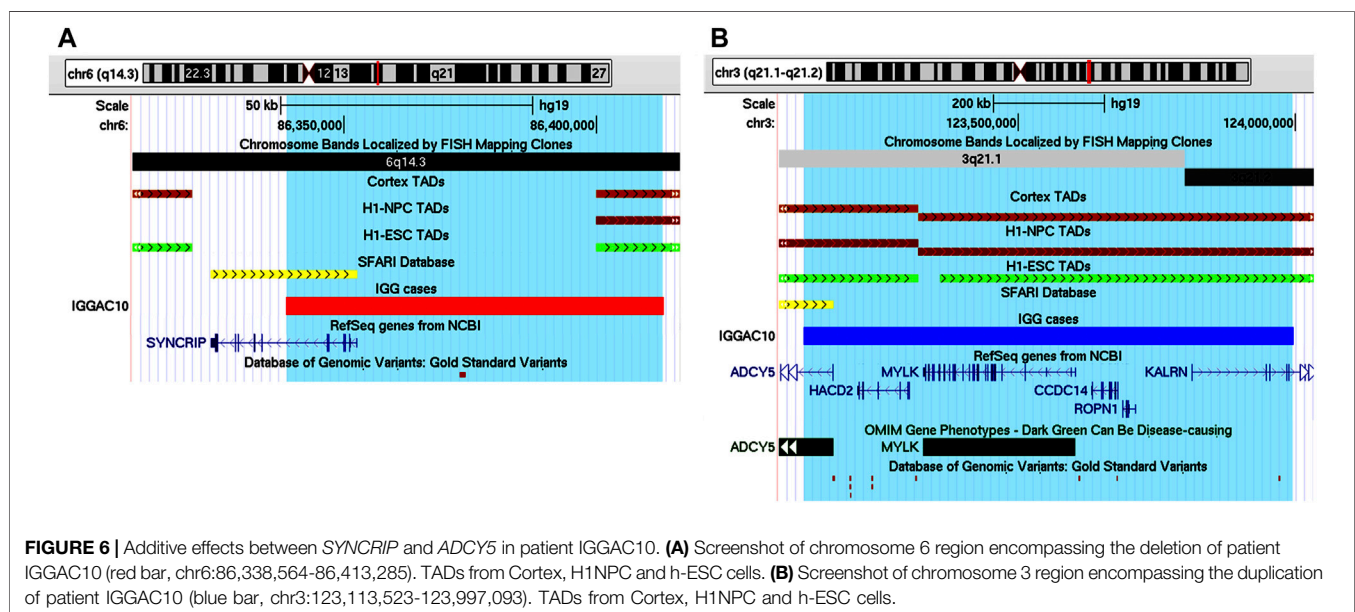 A
chr6 (q14.3) 22.3 12 13 q21 27
Scale 50 kb hg19
chr6: 86,350,000 86,400,000
Chromosome Bands Localized by FISH Mapping Clones
6q14.3
Cortex TADs
H1-NPC TADs
H1-ESC TADs
SFARI Database
IGG cases
IGGAC10
RefSeq genes from NCBI
SYNCRIP
Database of Genomic Variants: Gold Standard Variants
B
chr3 (q21.1-q21.2)
Scale 200 kb hg19
chr3: 123,500,000 124,000,000
Chromosome Bands Localized by FISH Mapping Clones
3q21.1
Cortex TADs
H1-NPC TADs
H1-ESC TADs
SFARI Database
IGG cases
IGGAC10
RefSeq genes from NCBI
ADCY5 MYLK KALRN
HACD2 CCDC14
ROPN1
OMIM Gene Phenotypes - Dark Green Can Be Disease-causing
ADCY5 MYLK
Database of Genomic Variants: Gold Standard Variants
FIGURE 6 | Additive effects between SYNCRIP and ADCY5 in patient IGGAC10. (A) Screenshot of chromosome 6 region encompassing the deletion of patient
IGGAC10 (red bar, chr6:86,338,564-86,413,285). TADs from Cortex, H1NPC and h-ESC cells. (B) Screenshot of chromosome 3 region encompassing the duplication
of patient IGGAC10 (blue bar, chr3:123,113,523-123,997,093). TADs from Cortex, H1NPC and h-ESC cells.